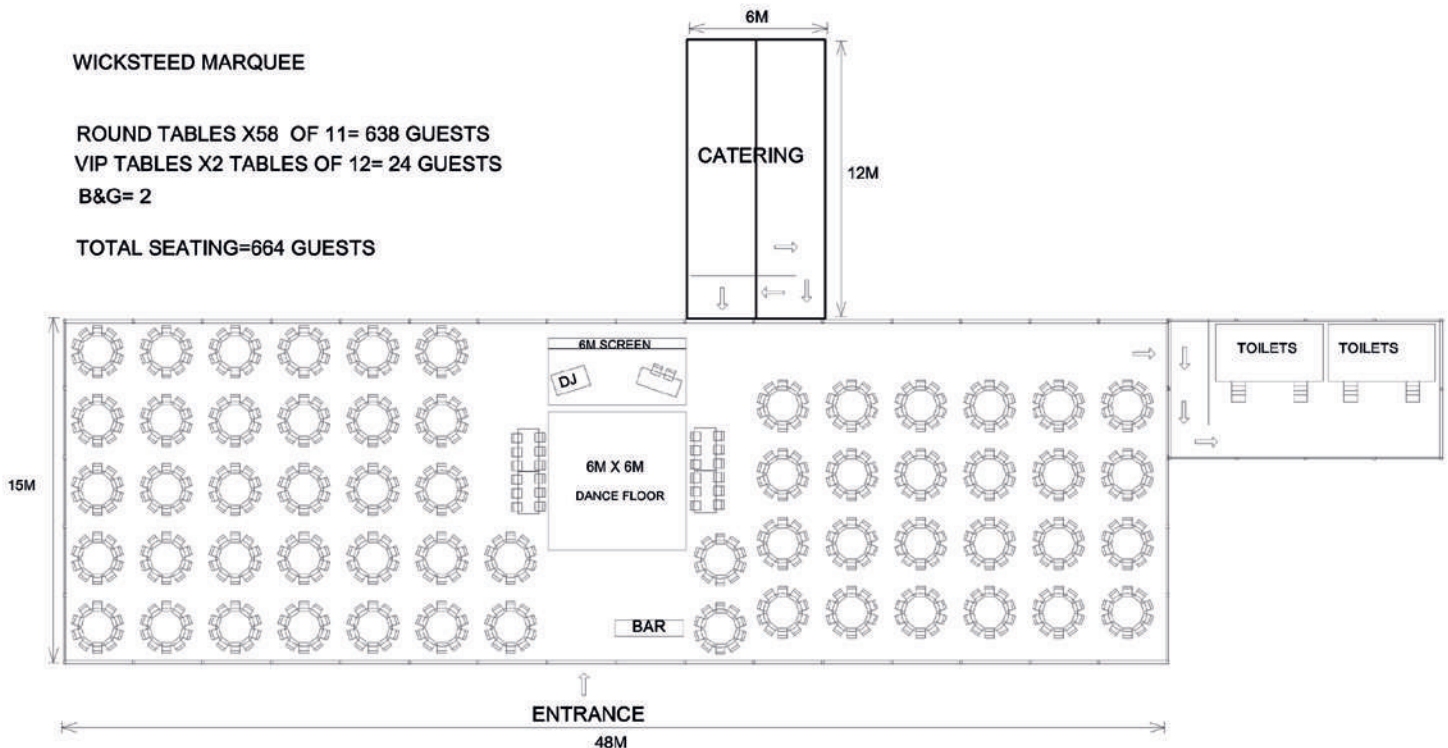 6M
WICKSTEED MARQUEE
ROUND TABLES X58 OF 11= 638 GUESTS
VIP TABLES X2 TABLES OF 12= 24 GUESTS
B&G= 2
TOTAL SEATING=664 GUESTS
CATERING
12M
6M SCREEN
DJ
TOILETS
TOILETS
15M
6M X 6M
DANCE FLOOR
BAR
ENTRANCE
48M